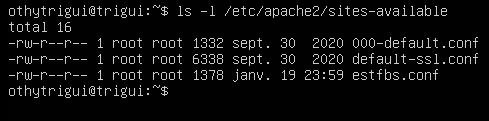 othytrigui@trigui:~$ ls -l /etc/apache2/sites-available
total 16
-rw-r--r-- 1 root root 1332 sept. 30  2020 000-default.conf
-rw-r--r-- 1 root root 6338 sept. 30  2020 default-ssl.conf
-rw-r--r-- 1 root root 1378 janv. 19 23:59 estfbs.conf
othytrigui@trigui:~$